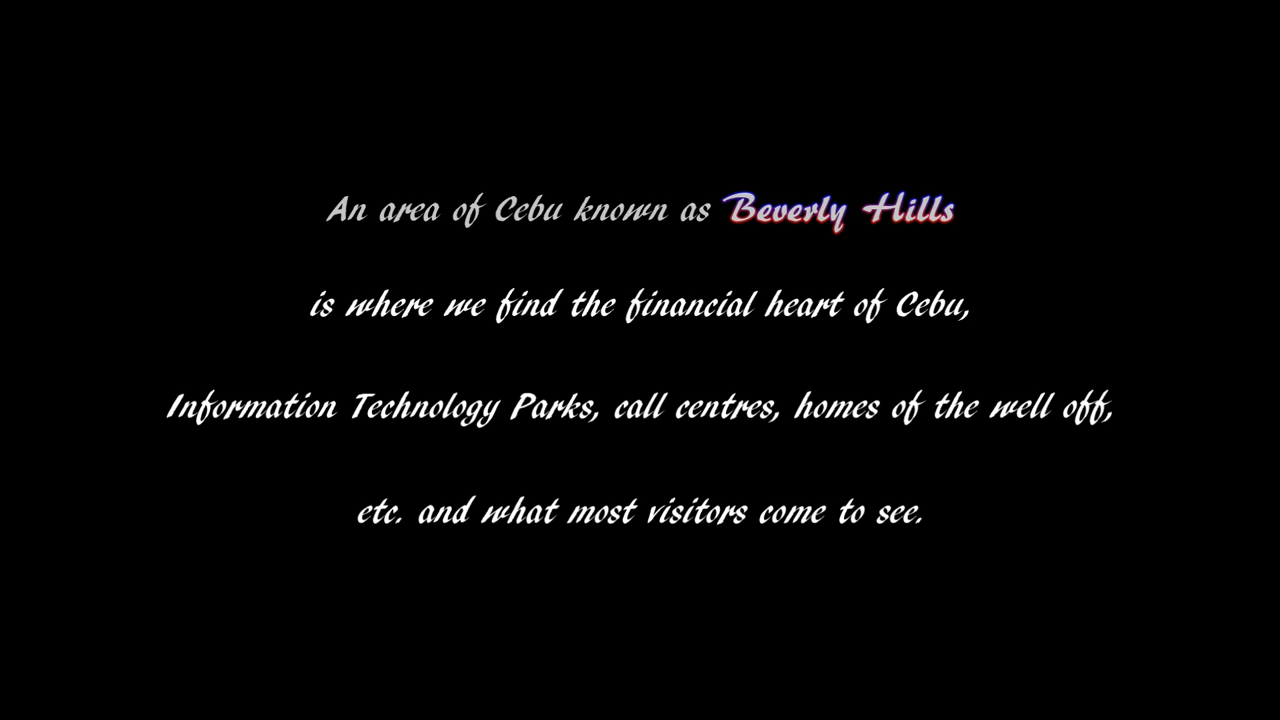 An area of Cebu known as Beverly Hills
is where we find the financial heart of Cebu,
Information Technology Parks, call centres, homes of the well off,
etc. and what most visitors come to see.